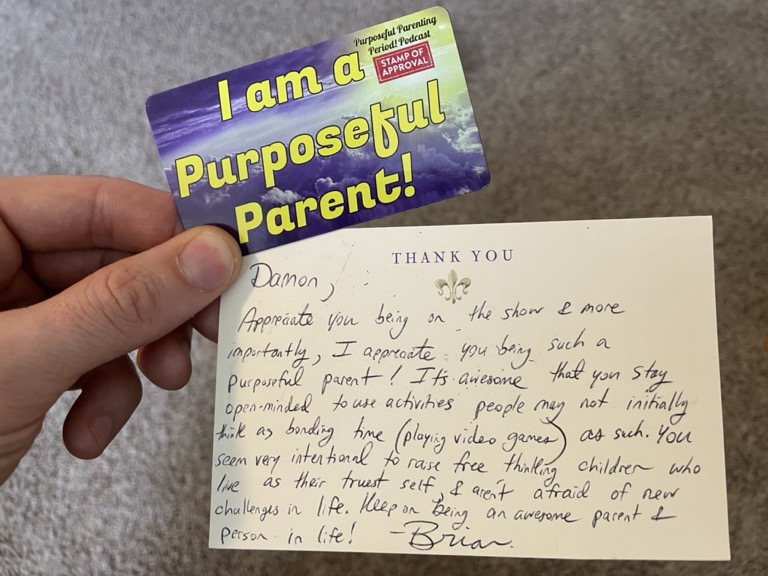 Purposeful Parenting
Period! Podcast
STAMP OF
APPROVAL
I am a
Purposeful
Parent!
THANK YOU
Damon,
Appreciate you being on the show & more
importantly, I appreciate you being such a
purposeful parent! It's awesome that you stay
open-minded to use activities people may not initially
think as bonding time (playing video games) as such. You
seem very intentional to raise free thinking children who
live as their truest self, & aren't afraid of new
challenges in life. Keep on being an awesome parent &
person in life! -Brian.